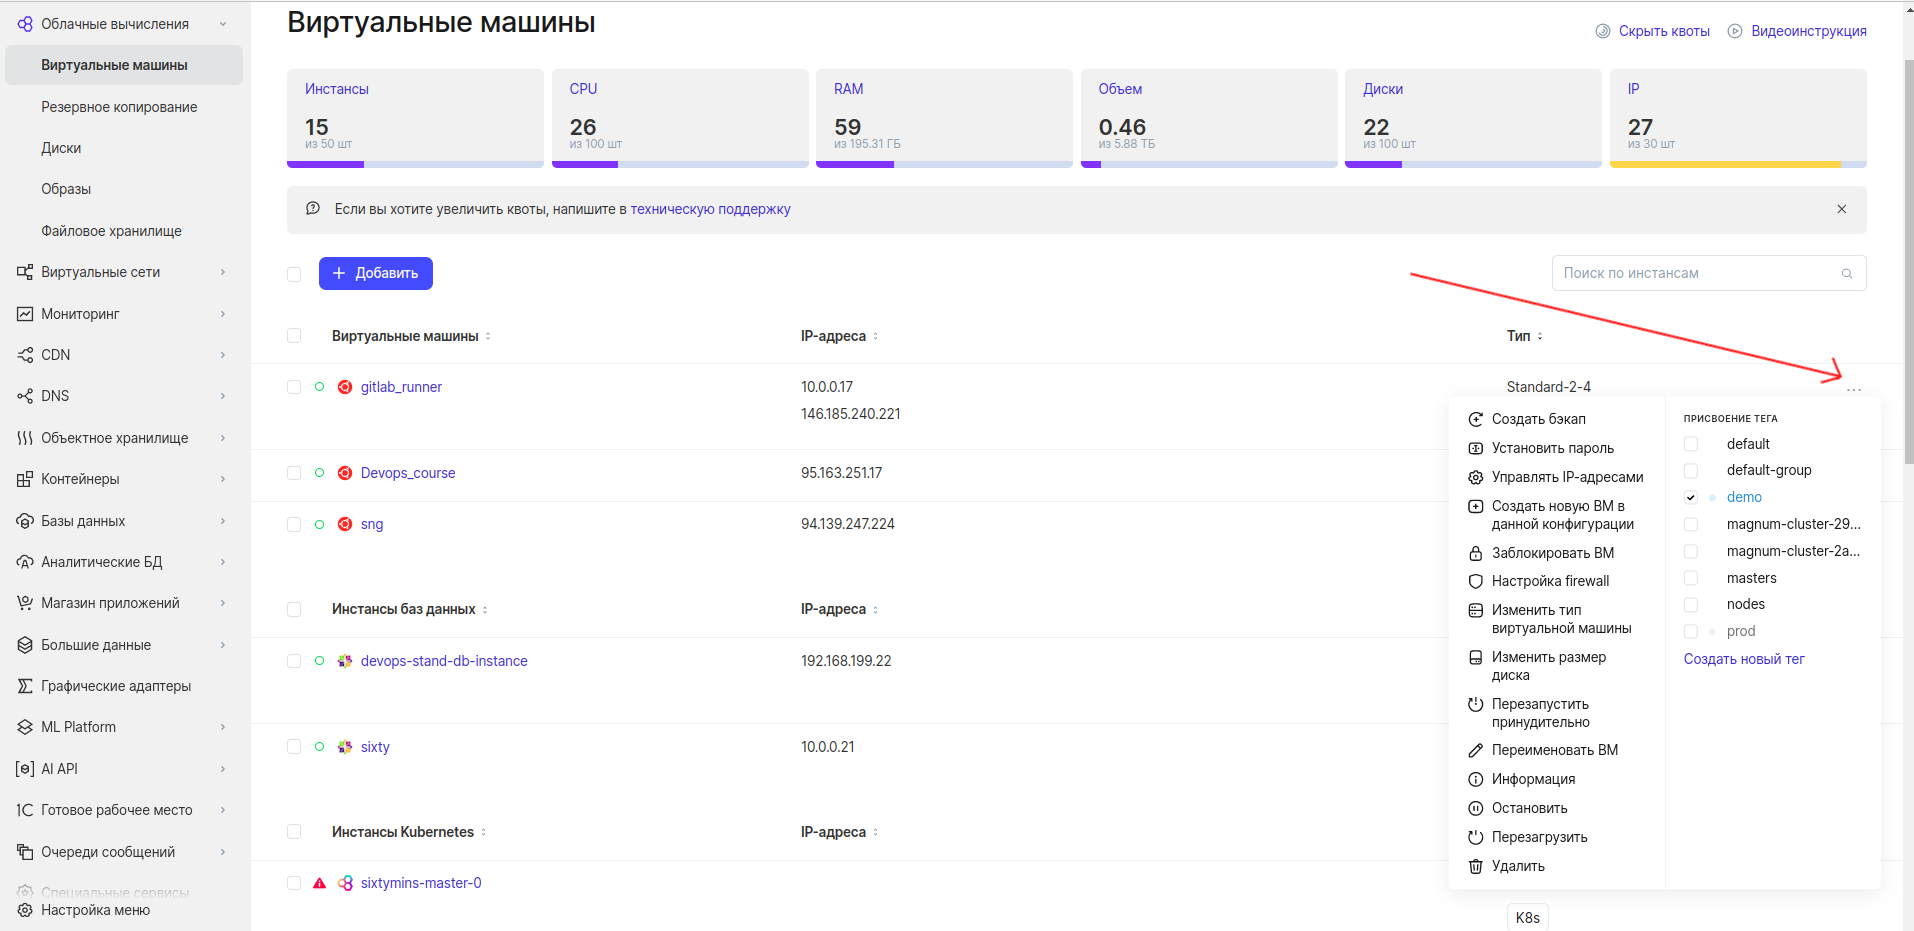 Облачные вычисления
Виртуальные машины
Резервное копирование
Диски
Образы
Файловое хранилище
Виртуальные сети
Мониторинг
CDN
DNS
Объектное хранилище
Контейнеры
Базы данных
Аналитические БД
Магазин приложений
Большие данные
Графические адаптеры
ML Platform
AI API
1C Готовое рабочее место
Очереди сообщений
Специальные сервисы
Настройка меню
Виртуальные машины
Скрыть квоты
Видеоинструкция
Инстансы
15
из 50 шт
CPU
26
из 100 шт
RAM
59
из 195.31 ГБ
Объем
0.46
из 5.88 ТБ
Диски
22
из 100 шт
IP
27
из 30 шт
Если вы хотите увеличить квоты, напишите в техническую поддержку
Добавить
Поиск по инстансам
Виртуальные машины IP-адреса Тип
gitlab_runner 10.0.0.17 Standard-2-4 ...
146.185.240.221
Devops_course 95.163.251.17
sng 94.139.247.224
Инстансы баз данных IP-адреса
devops-stand-db-instance 192.168.199.22
sixty 10.0.0.21
Инстансы Kubernetes IP-адреса
sixtymins-master-0
K8s
Создать бэкап
Установить пароль
Управлять IP-адресами
Создать новую ВМ в
данной конфигурации
Заблокировать ВМ
Настройка firewall
Изменить тип
виртуальной машины
Изменить размер
диска
Перезапустить
принудительно
Переименовать ВМ
Информация
Остановить
Перезагрузить
Удалить
ПРИСВОЕНИЕ ТЕГА
default
default-group
demo
magnum-cluster-29...
magnum-cluster-2a...
masters
nodes
prod
Создать новый тег